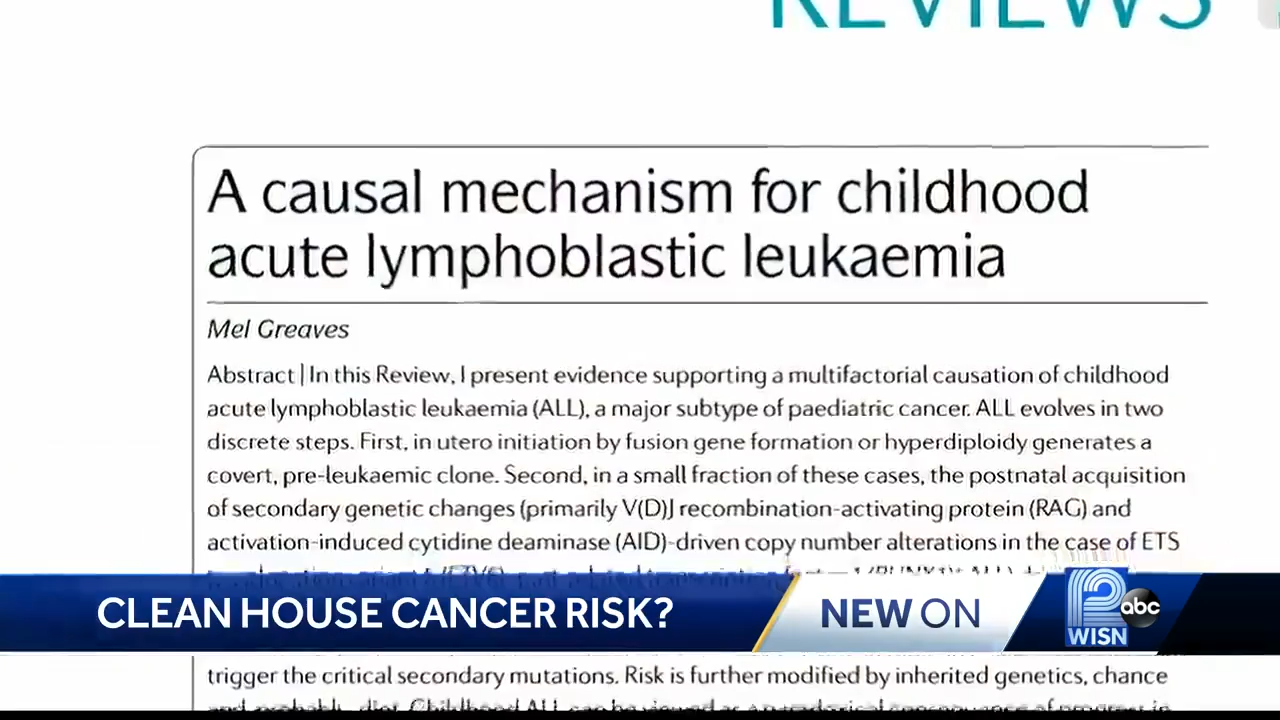 REVIEWS
A causal mechanism for childhood
acute lymphoblastic leukaemia
Mel Greaves
Abstract | In this Review, I present evidence supporting a multifactorial causation of childhood
acute lymphoblastic leukaemia (ALL), a major subtype of paediatric cancer. ALL evolves in two
discrete steps. First, in utero initiation by fusion gene formation or hyperdiploidy generates a
covert, pre-leukaemic clone. Second, in a small fraction of these cases, the postnatal acquisition
of secondary genetic changes (primarily V(D)J recombination-activating protein (RAG) and
activation-induced cytidine deaminase (AID)-driven copy number alterations in the case of ETS
CLEAN HOUSE CANCER RISK?
NEW ON
12
abc
WISN
trigger the critical secondary mutations. Risk is further modified by inherited genetics, chance